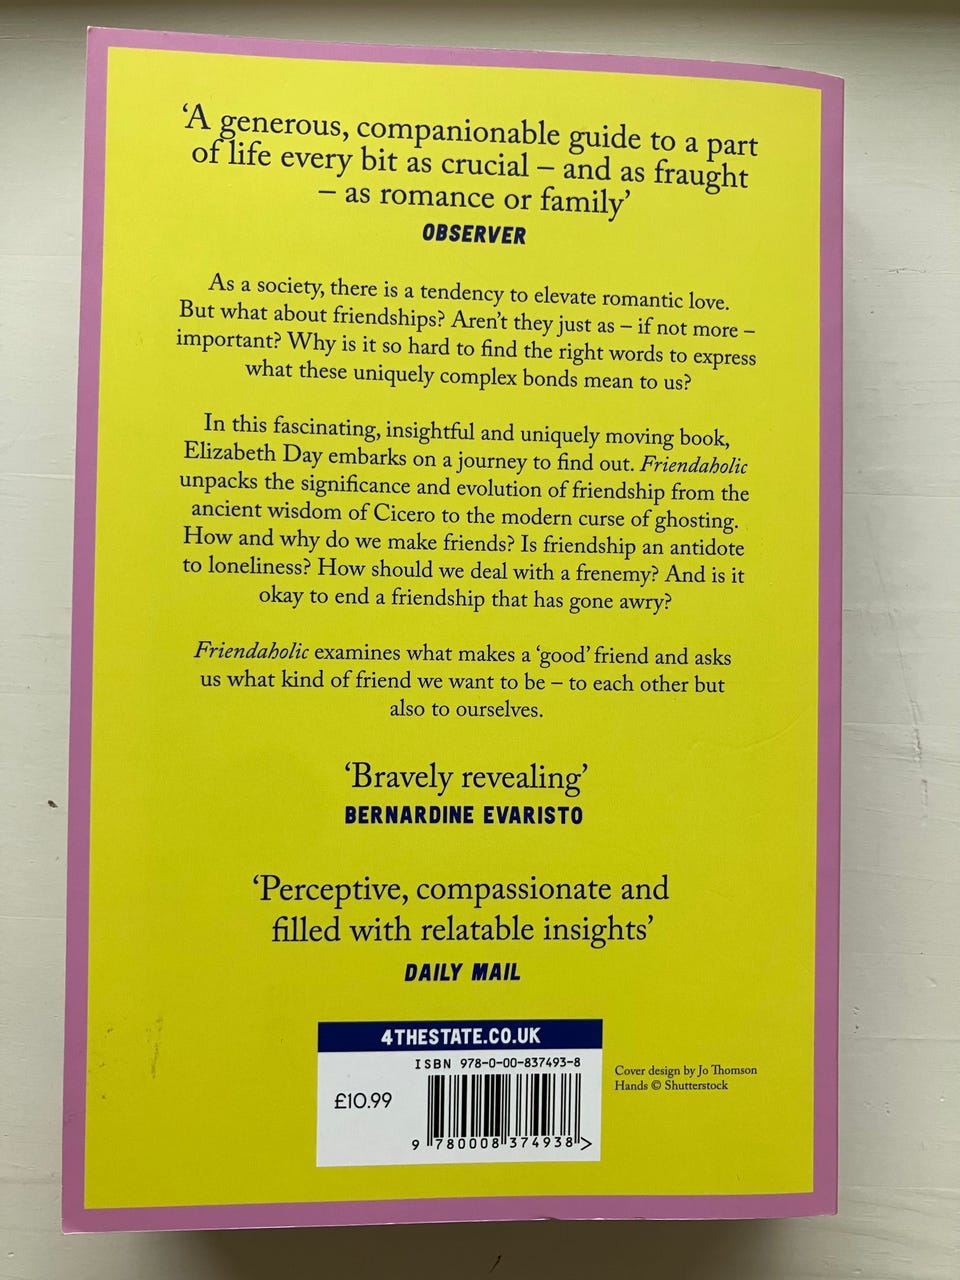 ‘A generous, companionable guide to a part
of life every bit as crucial – and as fraught
– as romance or family’
OBSERVER
As a society, there is a tendency to elevate romantic love.
But what about friendships? Aren’t they just as – if not more –
important? Why is it so hard to find the right words to express
what these uniquely complex bonds mean to us?
In this fascinating, insightful and uniquely moving book,
Elizabeth Day embarks on a journey to find out. Friendaholic
unpacks the significance and evolution of friendship from the
ancient wisdom of Cicero to the modern curse of ghosting.
How and why do we make friends? Is friendship an antidote
to loneliness? How should we deal with a frenemy? And is it
okay to end a friendship that has gone awry?
Friendaholic examines what makes a ‘good’ friend and asks
us what kind of friend we want to be – to each other but
also to ourselves.
‘Bravely revealing’
BERNARDINE EVARISTO
‘Perceptive, compassionate and
filled with relatable insights’
DAILY MAIL
4THESTATE.CO.UK
ISBN 978-0-00-837493-8
£10.99
9 780008 374938 >
Cover design by Jo Thomson
Hands © Shutterstock